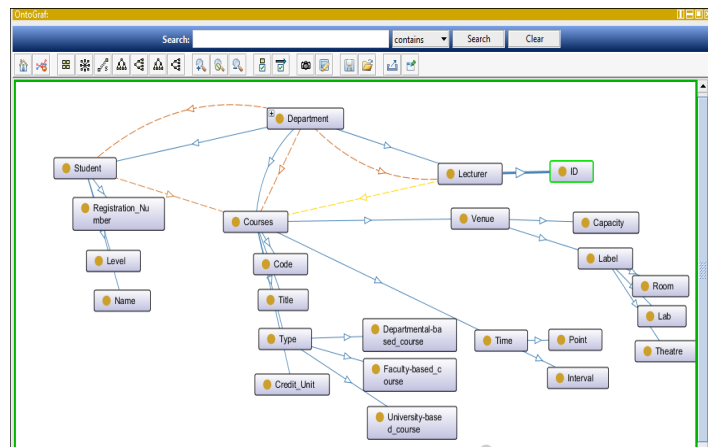 OntoGraf:
Search:
contains
Search
Clear
Department
Student
Lecturer
ID
Registration_Nu
mber
Courses
Venue
Capacity
Level
Code
Label
Name
Title
Room
Lab
Type
Departmental-ba
sed_course
Time
Point
Theatre
Faculty-based_c
ourse
Interval
Credit_Unit
University-base
d_course